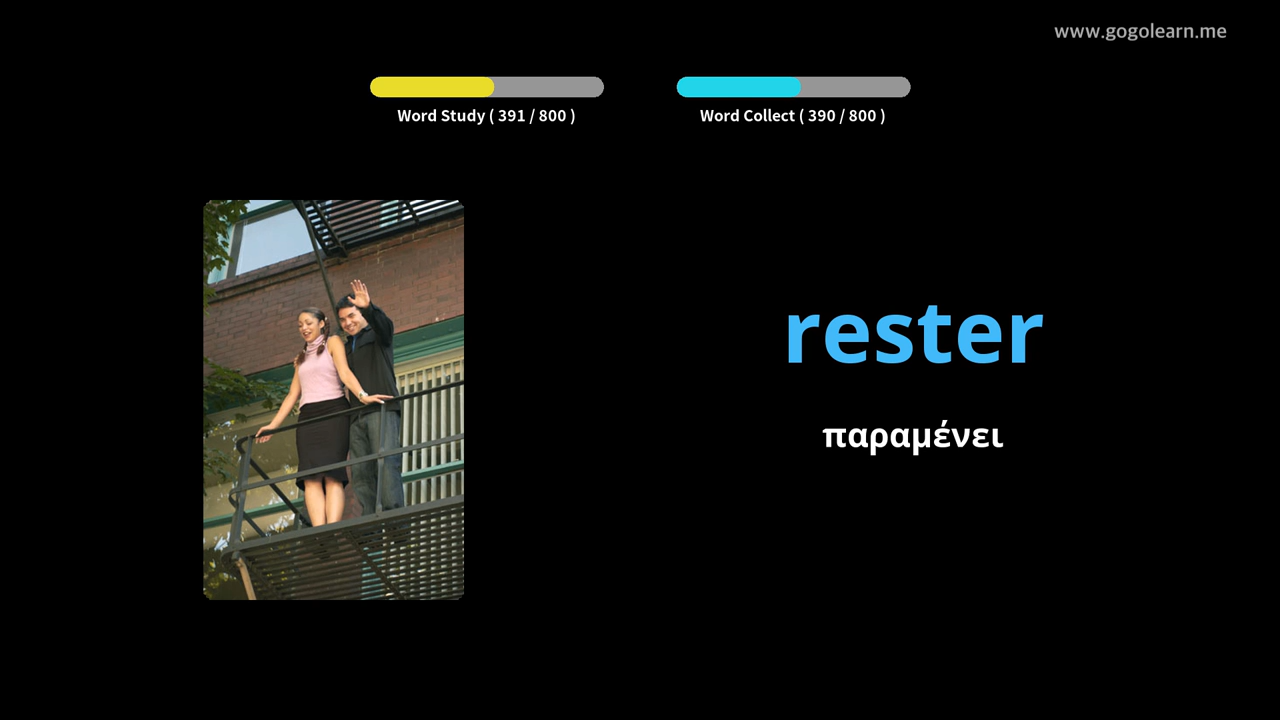 www.gogolearn.me
Word Study ( 391 / 800 )
Word Collect ( 390 / 800 )
rester
παραμένει